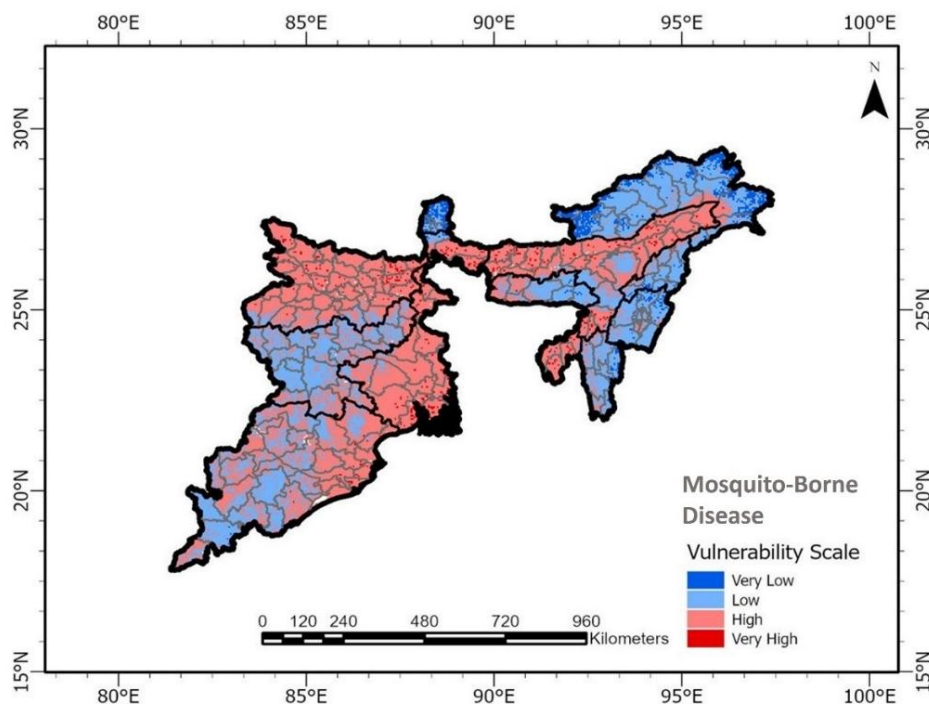 80°E 85°E 90°E 95°E 100°E
N
30°N 30°N
25°N 25°N
20°N 20°N
Mosquito-Borne
Disease
Vulnerability Scale
Very Low
Low
High
Very High
0 120 240 480 720 960
Kilometers
15°N 15°N
80°E 85°E 90°E 95°E 100°E